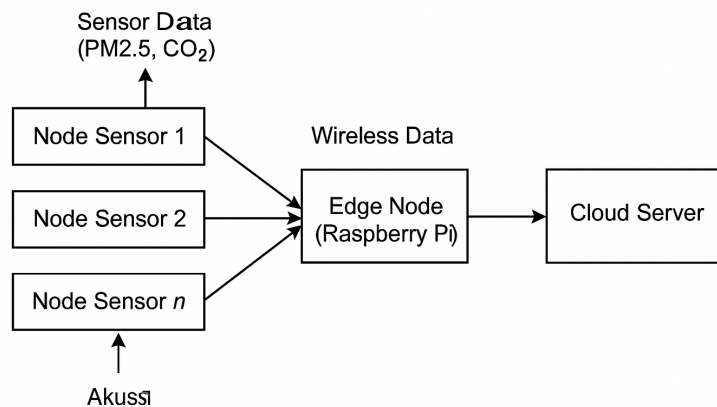 Sensor Data
(PM2.5, CO₂)
Node Sensor 1
Wireless Data
Node Sensor 2
Edge Node
(Raspberry Pi)
Cloud Server
Node Sensor n